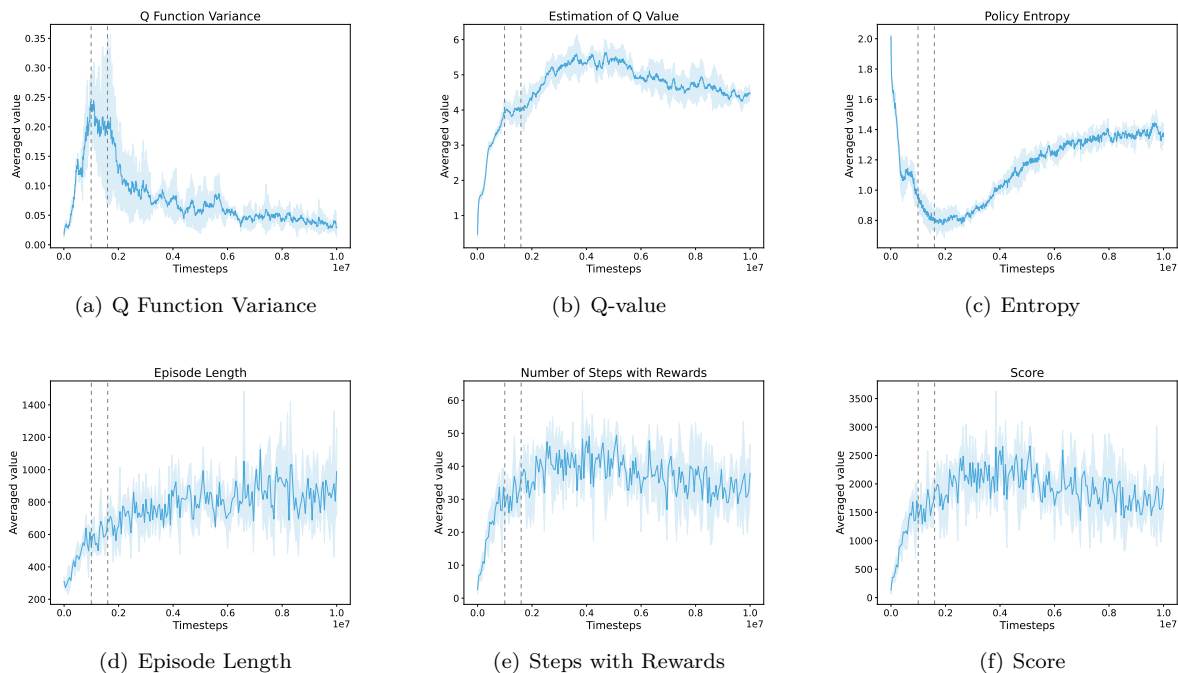 Q Function Variance
Averaged value
0.35
0.30
0.25
0.20
0.15
0.10
0.05
0.00
0.0 0.2 0.4 0.6 0.8 1.0
1e7
Timesteps
(a) Q Function Variance
Estimation of Q Value
Averaged value
6
5
4
3
2
1
0.0 0.2 0.4 0.6 0.8 1.0
1e7
Timesteps
(b) Q-value
Policy Entropy
Averaged value
2.0
1.8
1.6
1.4
1.2
1.0
0.8
0.0 0.2 0.4 0.6 0.8 1.0
1e7
Timesteps
(c) Entropy
Episode Length
Averaged value
1400
1200
1000
800
600
400
200
0.0 0.2 0.4 0.6 0.8 1.0
1e7
Timesteps
(d) Episode Length
Number of Steps with Rewards
Averaged value
60
50
40
30
20
10
0
0.0 0.2 0.4 0.6 0.8 1.0
1e7
Timesteps
(e) Steps with Rewards
Score
Averaged value
3500
3000
2500
2000
1500
1000
500
0
0.0 0.2 0.4 0.6 0.8 1.0
1e7
Timesteps
(f) Score